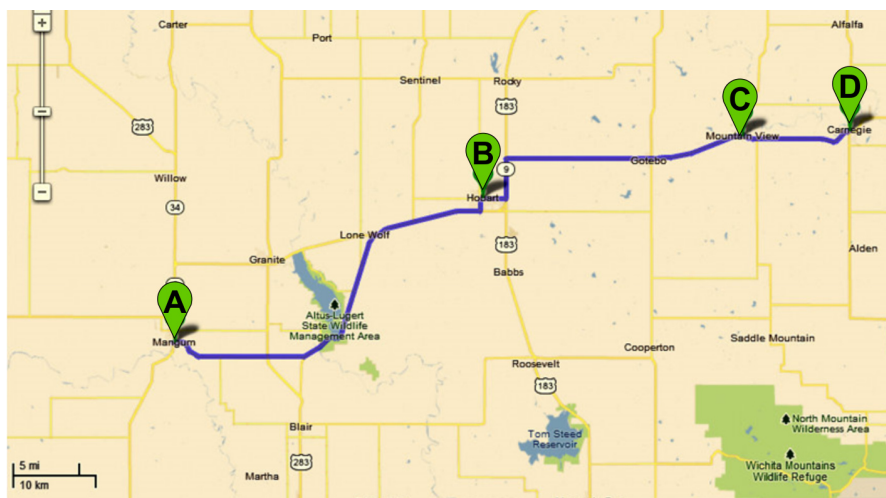 +
Carter
Port
Alfalfa
Sentinel
Rocky
183
283
C
D
Mountain View
Carnegie
B
Gotebo
9
Willow
Hobart
34
Lone Wolf
183
Alden
Granite
Babbs
A
Altus-Lugert
State Wildlife
Management Area
Mangum
Saddle Mountain
Cooperton
Roosevelt
183
North Mountain
Wilderness Area
Blair
Tom Steed
Reservoir
283
Wichita Mountains
Wildlife Refuge
5 mi
10 km
Martha